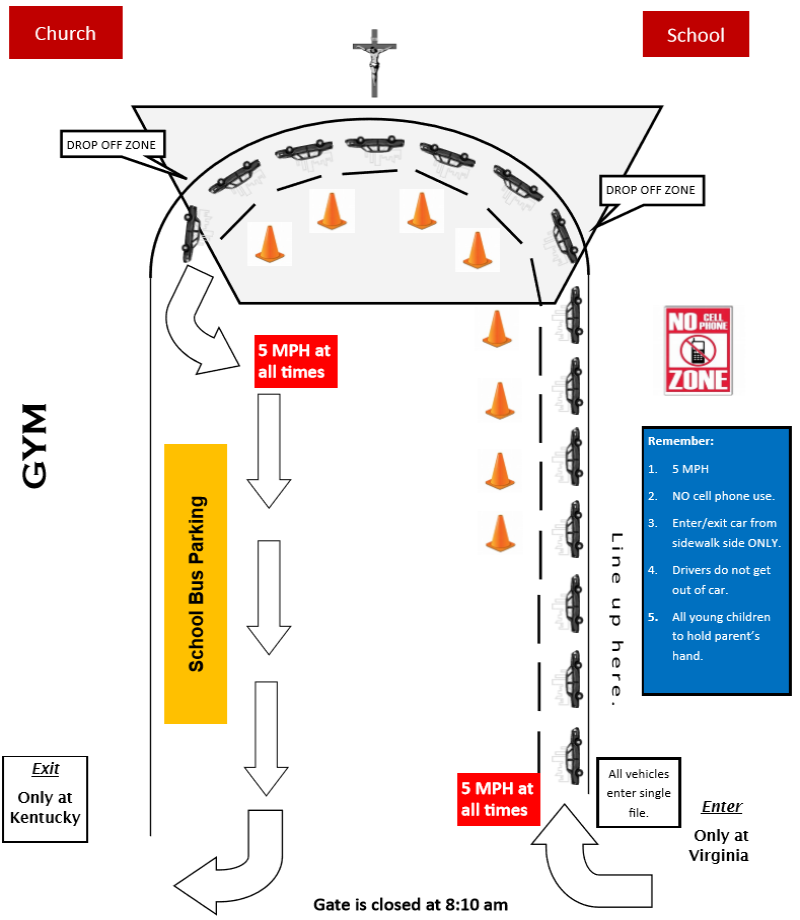 Church
School
DROP OFF ZONE
DROP OFF ZONE
5 MPH at
all times
NO CELL
PHONE
ZONE
GYM
School Bus Parking
Line up here.
Remember:
1. 5 MPH
2. NO cell phone use.
3. Enter/exit car from
sidewalk side ONLY.
4. Drivers do not get
out of car.
5. All young children
to hold parent's
hand.
Exit
Only at
Kentucky
5 MPH at
all times
All vehicles
enter single
file.
Enter
Only at
Virginia
Gate is closed at 8:10 am